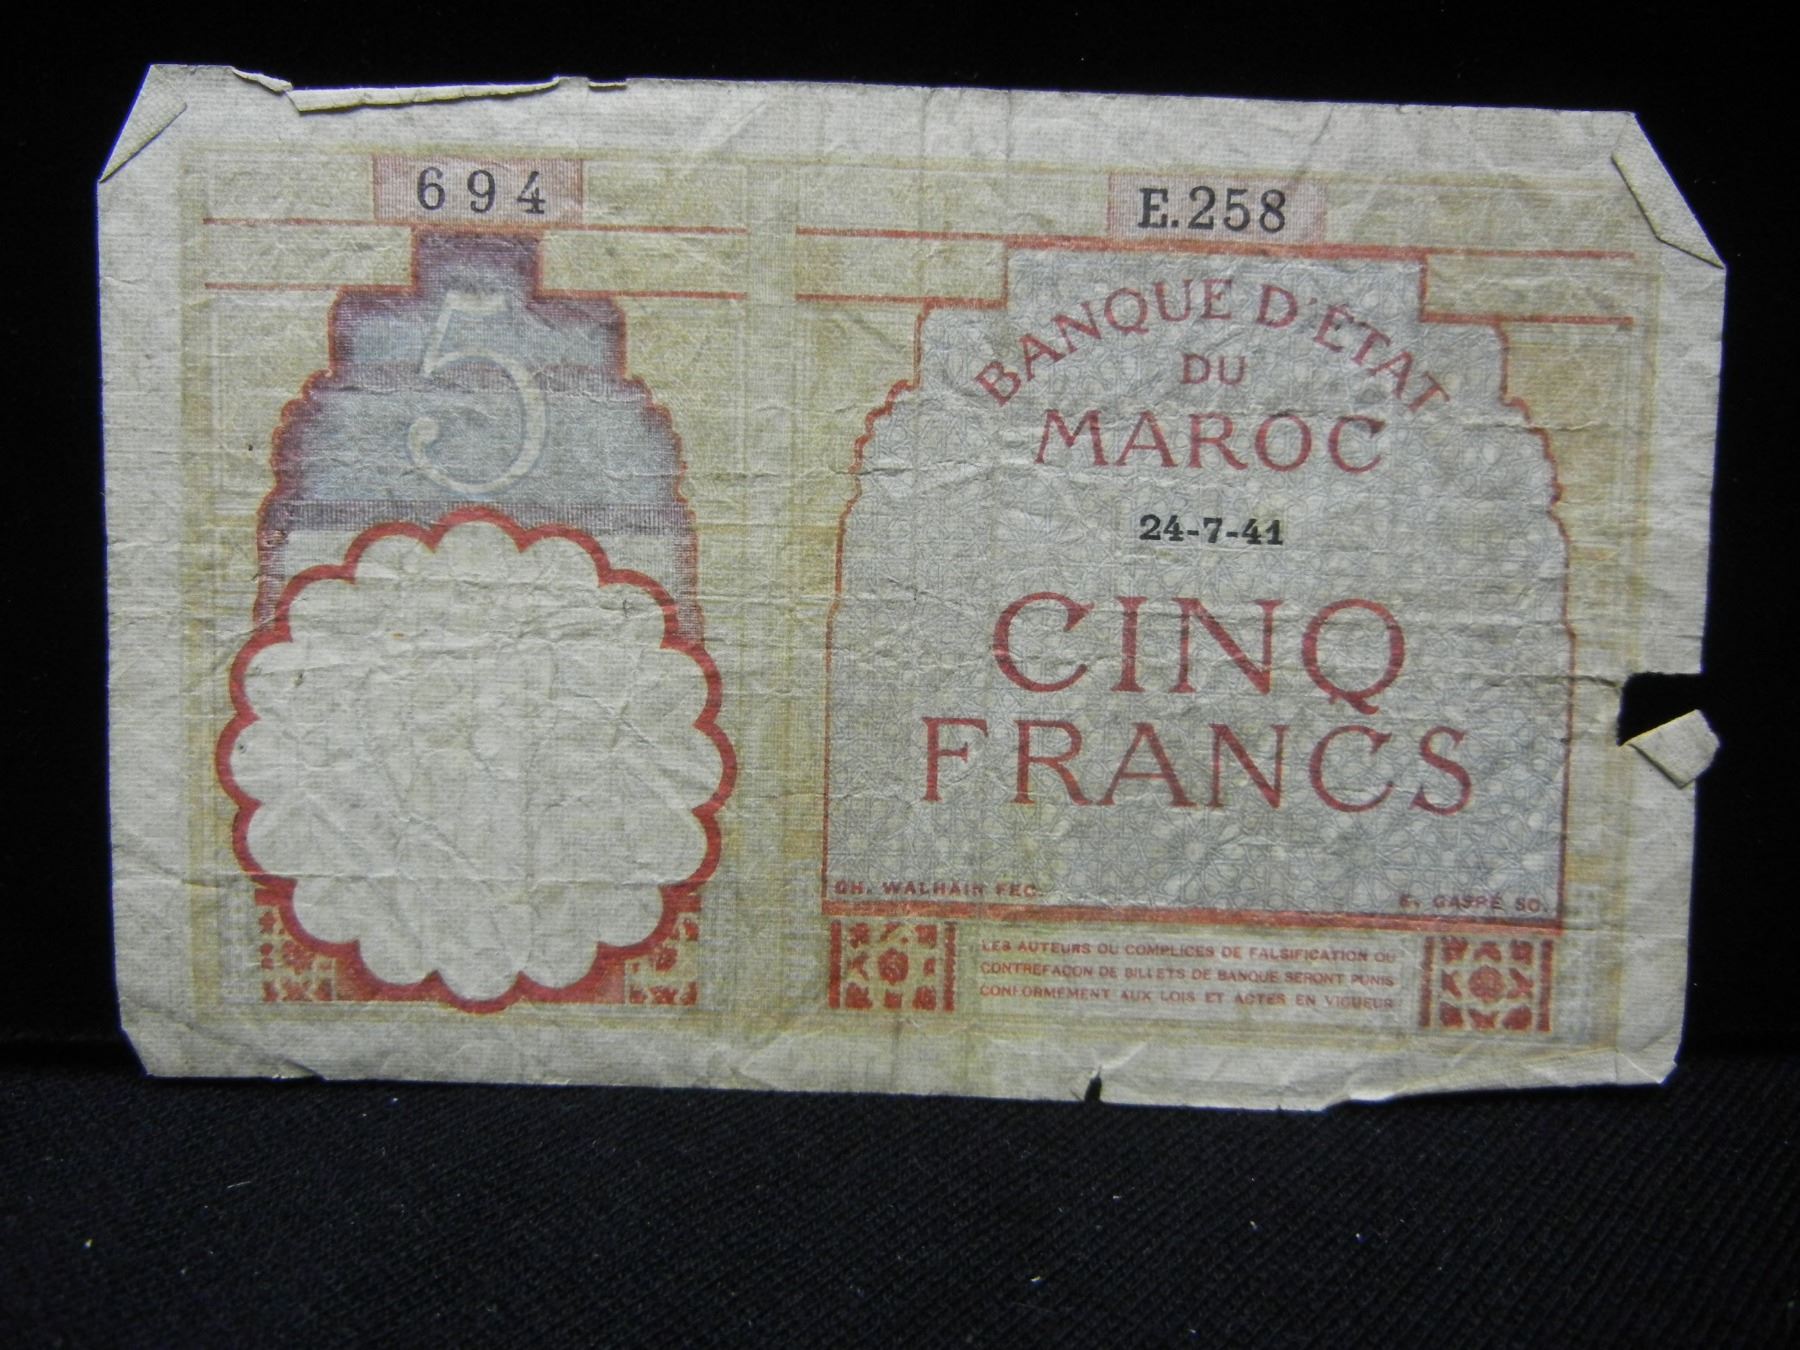 694
E.258
5
BANQUE D'ÉTAT
DU
MAROC
24-7-41
CINQ
FRANCS
CH. WALHAIN FEC.
E. GASPÉ SC.
LES AUTEURS OU COMPLICES DE FALSIFICATION OU
CONTREFAÇON DE BILLETS DE BANQUE SERONT PUNIS
CONFORMEMENT AUX LOIS ET ACTES EN VIGUEUR